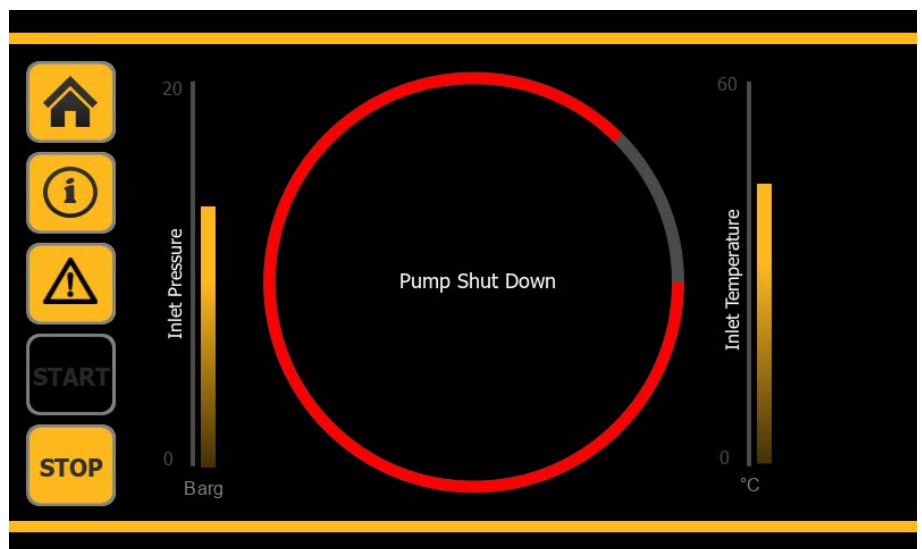 START
STOP
20
Inlet Pressure
0
Barg
Pump Shut Down
60
Inlet Temperature
0
°C